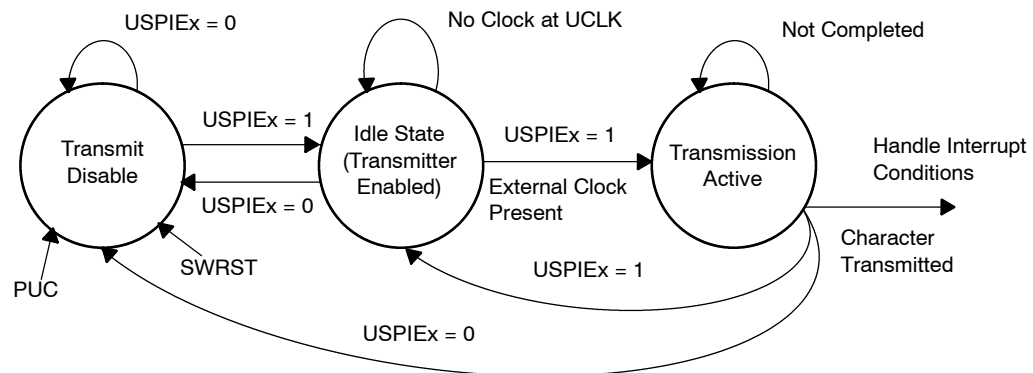 USPIEx = 0
No Clock at UCLK
Not Completed
USPIEx = 1
Transmit
Disable
Idle State
(Transmitter
Enabled)
USPIEx = 1
External Clock
Present
Transmission
Active
Handle Interrupt
Conditions
USPIEx = 0
PUC
SWRST
USPIEx = 1
Character
Transmitted
USPIEx = 0